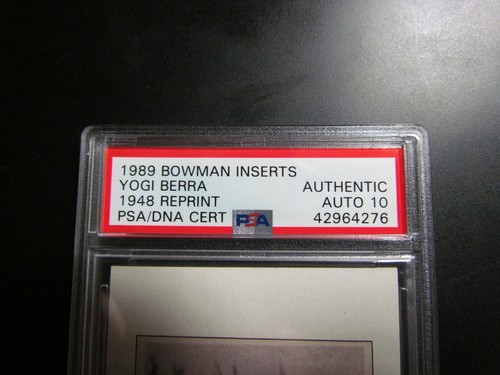 1989 BOWMAN INSERTS
YOGI BERRA AUTHENTIC
1948 REPRINT AUTO 10
PSA/DNA CERT PSA 42964276